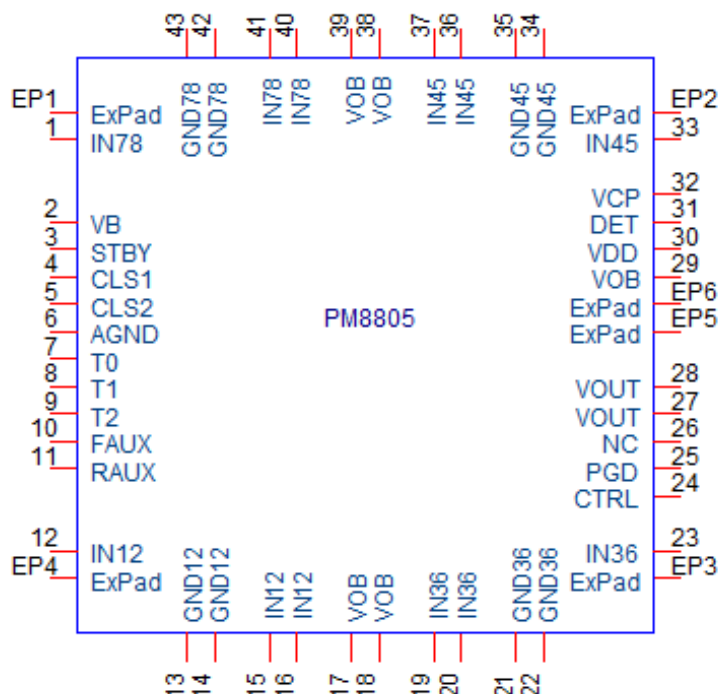 43 42 41 40 39 38 37 36 35 34
GND78 GND78 IN78 IN78 VOB VOB IN45 IN45 GND45 GND45
EP1 ExPad ExPad EP2
1 IN78 IN45 33
VCP 32
2 VB DET 31
3 STBY VDD 30
4 CLS1 VOB 29
5 CLS2 ExPad EP6
6 AGND PM8805 ExPad EP5
7 T0
8 T1 VOUT 28
9 T2 VOUT 27
10 FAUX NC 26
11 RAUX PGD 25
CTRL 24
12 IN12 IN36 23
EP4 ExPad ExPad EP3
GND12 GND12 IN12 IN12 VOB VOB IN36 IN36 GND36 GND36
13 14 15 16 17 18 19 20 21 22